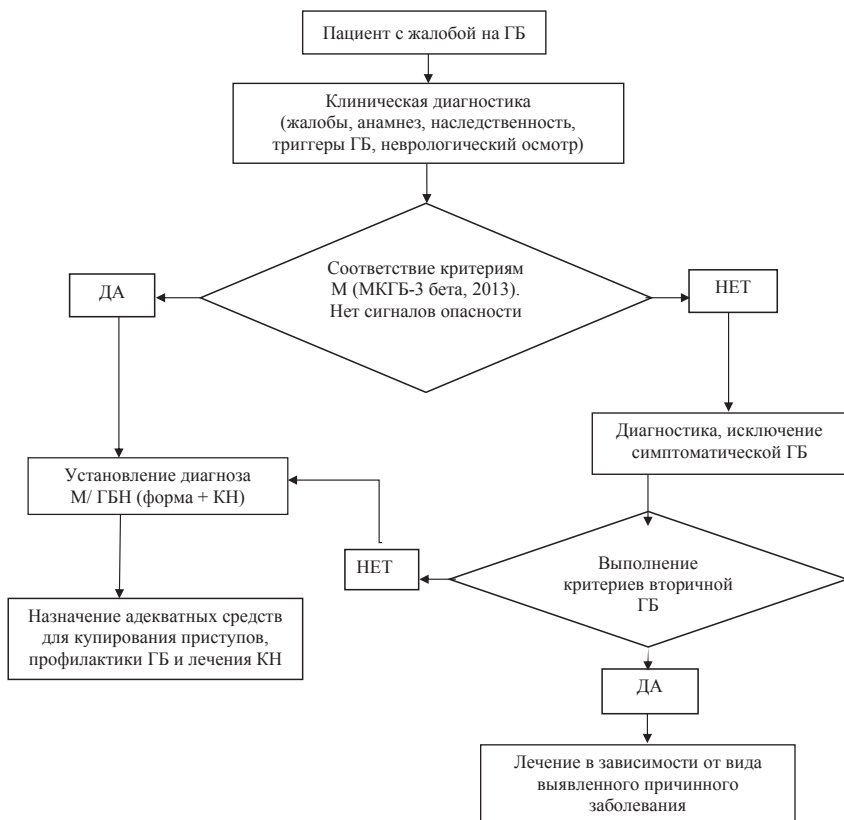 Пациент с жалобой на ГБ
Клиническая диагностика
(жалобы, анамнез, наследственность,
триггеры ГБ, неврологический осмотр)
Соответствие критериям
М (МКГБ-3 бета, 2013).
Нет сигналов опасности
ДА
НЕТ
Диагностика, исключение
симптоматической ГБ
Установление диагноза
М/ ГБН (форма + КН)
НЕТ
Выполнение
критериев вторичной
ГБ
Назначение адекватных средств
для купирования приступов,
профилактики ГБ и лечения КН
ДА
Лечение в зависимости от вида
выявленного причинного
заболевания